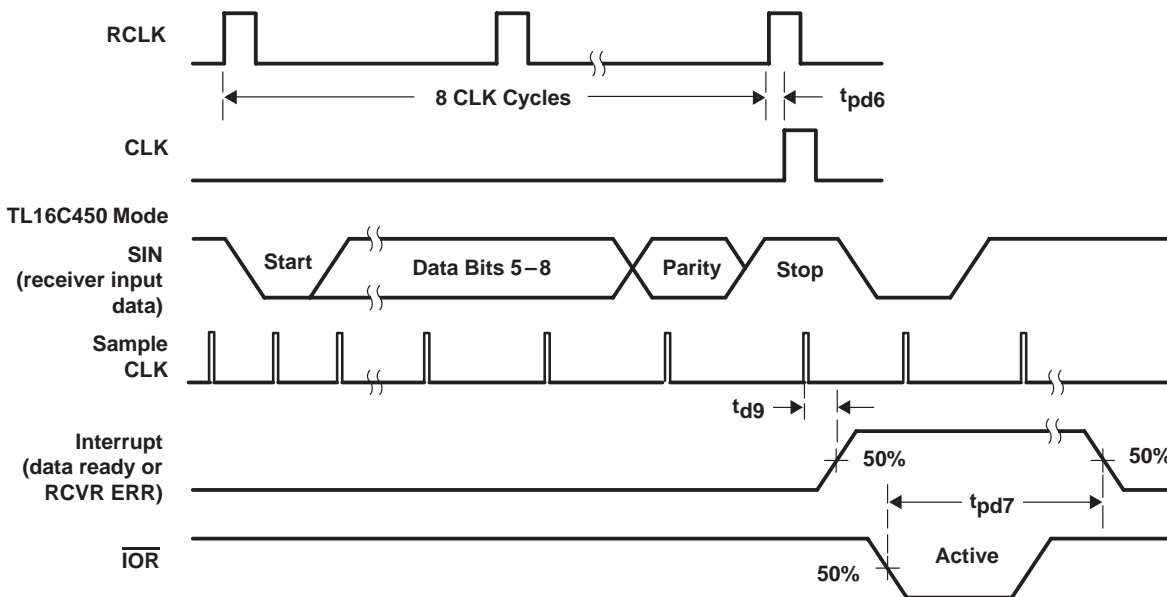 RCLK
8 CLK Cycles
tpd6
CLK
TL16C450 Mode
SIN
(receiver input
data)
Start
Data Bits 5–8
Parity
Stop
Sample
CLK
td9
Interrupt
(data ready or
RCVR ERR)
50%
50%
tpd7
IOR
50%
Active